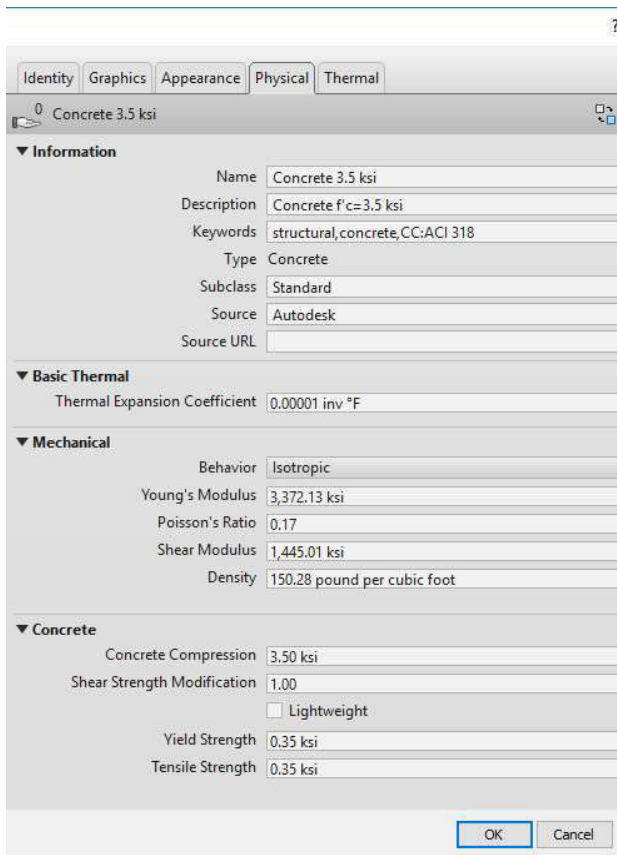 ?
Identity Graphics Appearance Physical Thermal
0 Concrete 3.5 ksi
▼ Information
Name Concrete 3.5 ksi
Description Concrete f'c=3.5 ksi
Keywords structural,concrete,CC:ACI 318
Type Concrete
Subclass Standard
Source Autodesk
Source URL
▼ Basic Thermal
Thermal Expansion Coefficient 0.00001 inv °F
▼ Mechanical
Behavior Isotropic
Young's Modulus 3,372.13 ksi
Poisson's Ratio 0.17
Shear Modulus 1,445.01 ksi
Density 150.28 pound per cubic foot
▼ Concrete
Concrete Compression 3.50 ksi
Shear Strength Modification 1.00
Lightweight
Yield Strength 0.35 ksi
Tensile Strength 0.35 ksi
OK Cancel